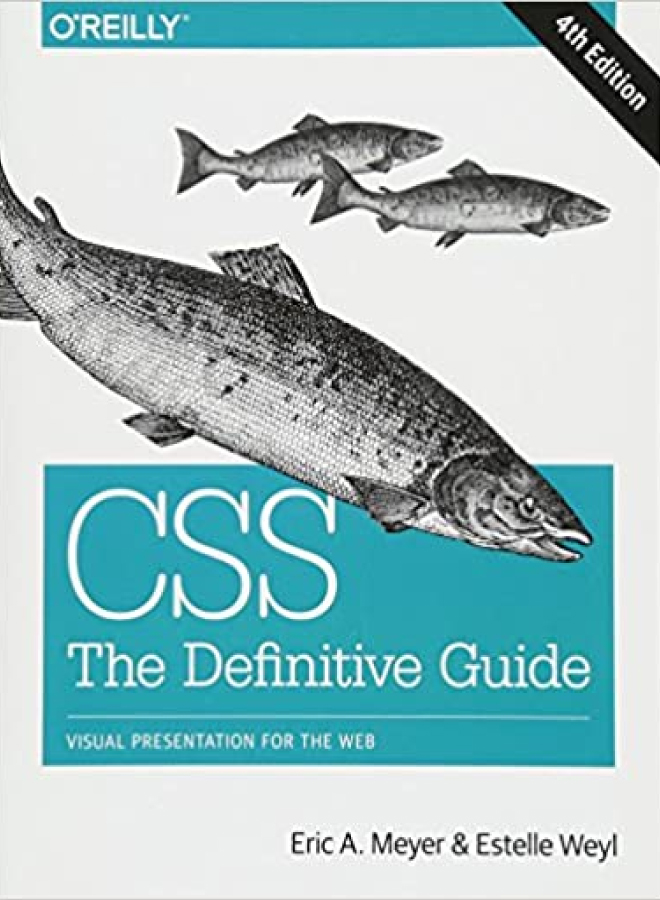 O'REILLY®
4th Edition
CSS
The Definitive Guide
VISUAL PRESENTATION FOR THE WEB
Eric A. Meyer & Estelle Weyl